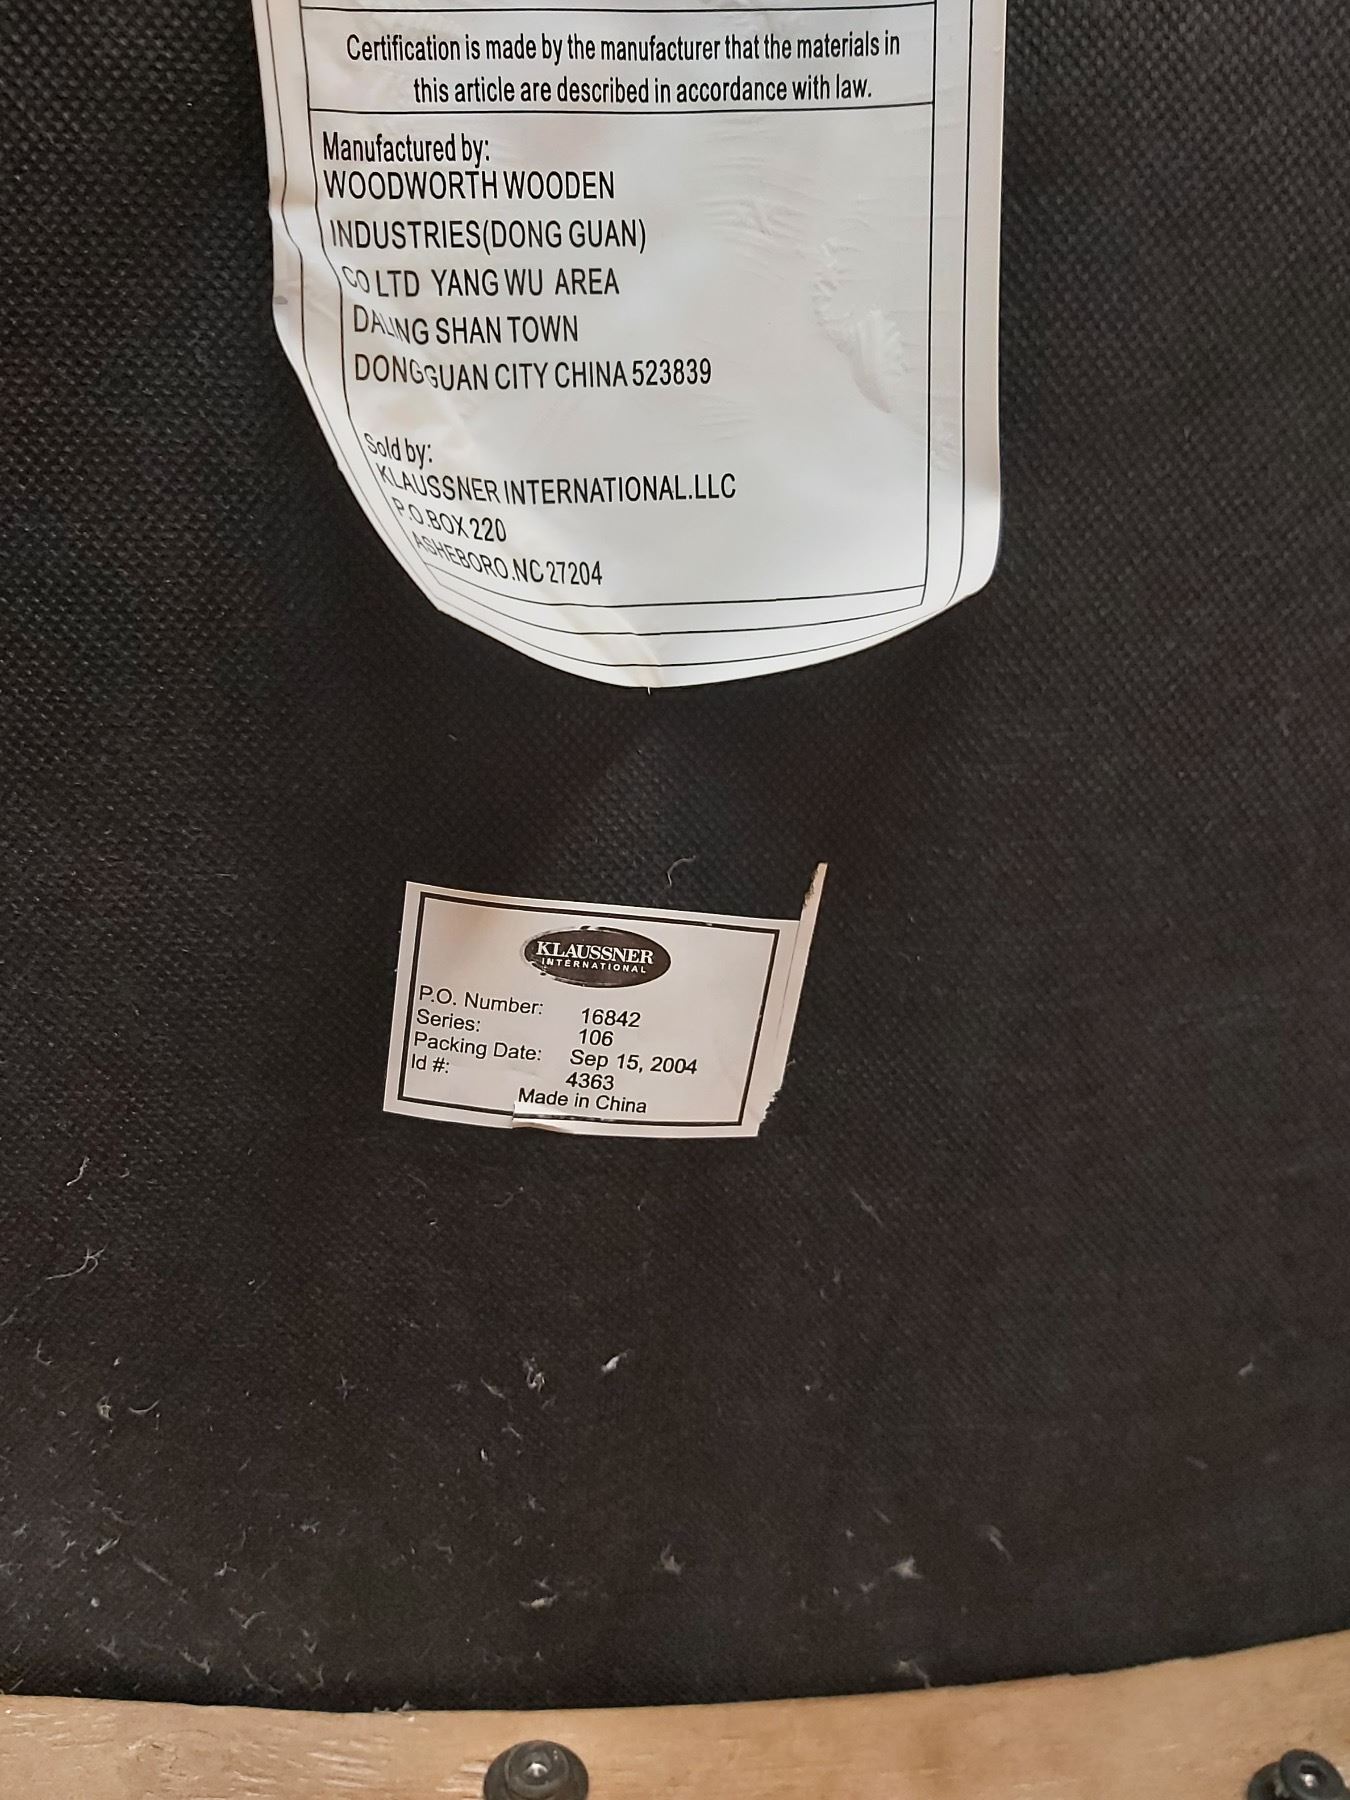 Certification is made by the manufacturer that the materials in
this article are described in accordance with law.
Manufactured by:
WOODWORTH WOODEN
INDUSTRIES(DONG GUAN)
CO LTD YANG WU AREA
DALING SHAN TOWN
DONGGUAN CITY CHINA 523839
Sold by:
KLAUSSNER INTERNATIONAL.LLC
P.O.BOX 220
ASHEBORO.NC 27204
KLAUSSNER
INTERNATIONAL
P.O. Number: 16842
Series: 106
Packing Date: Sep 15, 2004
Id #: 4363
Made in China